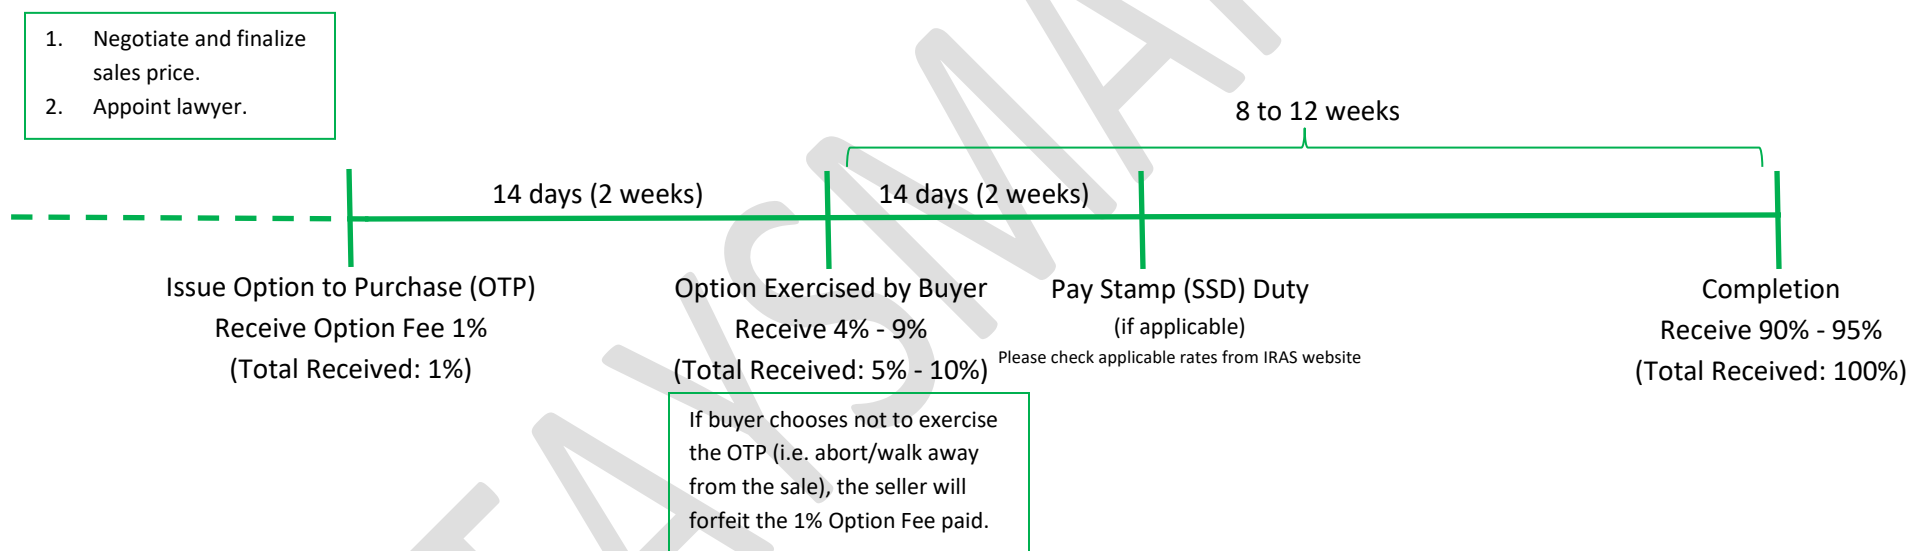 1. Negotiate and finalize
sales price.
2. Appoint lawyer.
8 to 12 weeks
14 days (2 weeks)
14 days (2 weeks)
Issue Option to Purchase (OTP)
Receive Option Fee 1%
(Total Received: 1%)
Option Exercised by Buyer
Receive 4% - 9%
(Total Received: 5% - 10%)
If buyer chooses not to exercise
the OTP (i.e. abort/walk away
from the sale), the seller will
forfeit the 1% Option Fee paid.
Pay Stamp (SSD) Duty
(if applicable)
Please check applicable rates from IRAS website
Completion
Receive 90% - 95%
(Total Received: 100%)